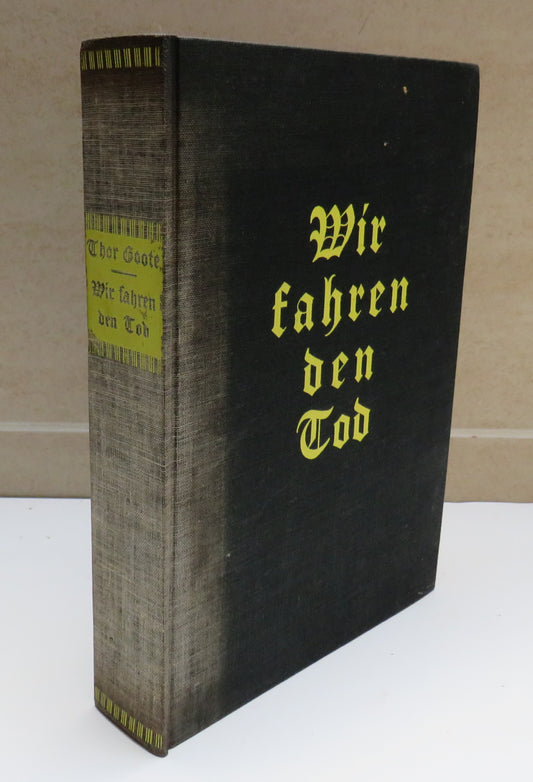 Thor Goote
Wir fahren
den Tod
Wir
fahren
den
Tod